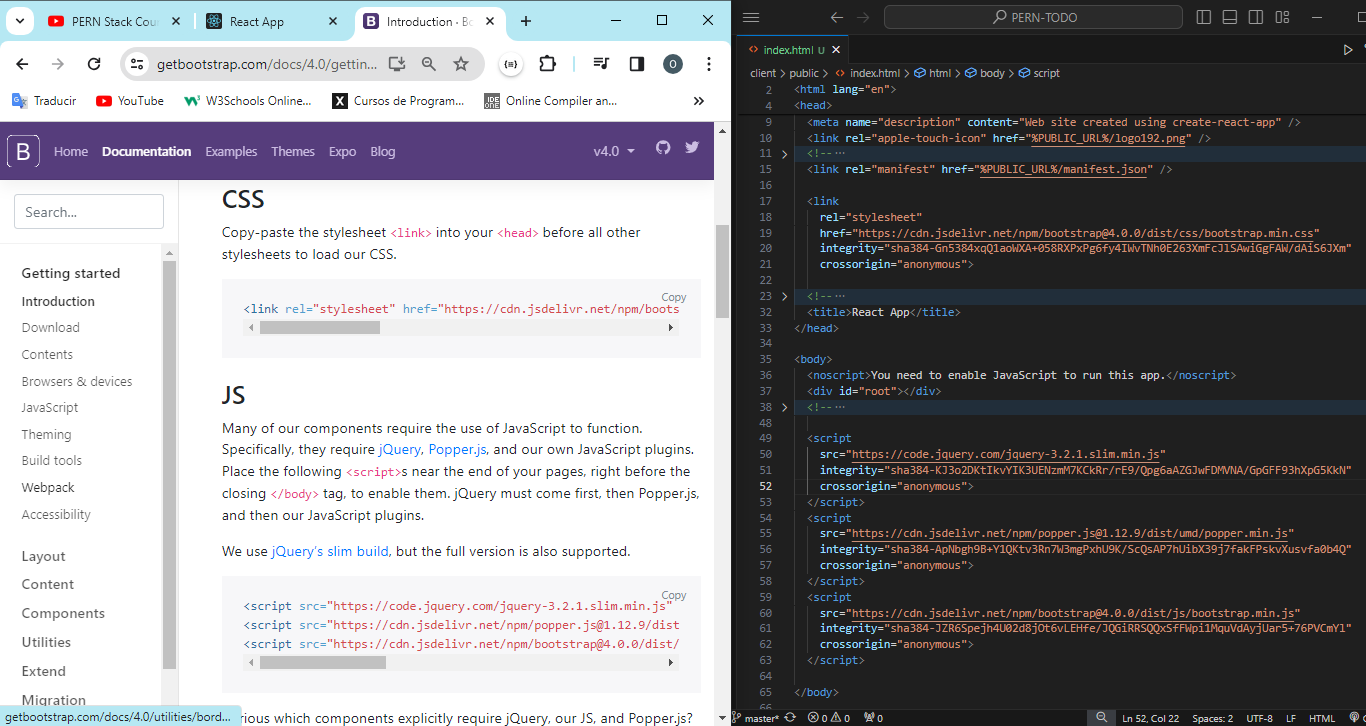 PERN Stack Cou
React App
Introduction · Bo
getbootstrap.com/docs/4.0/gettin...
O
Traducir
YouTube
W3Schools Online...
Cursos de Program...
Online Compiler an...
B
Home
Documentation
Examples
Themes
Expo
Blog
v4.0
Search...
Getting started
Introduction
Download
Contents
Browsers & devices
JavaScript
Theming
Build tools
Webpack
Accessibility
Layout
Content
Components
Utilities
Extend
Migration
getbootstrap.com/docs/4.0/utilities/bord...
CSS
Copy-paste the stylesheet <link> into your <head> before all other
stylesheets to load our CSS.
Copy
<link rel="stylesheet" href="https://cdn.jsdelivr.net/npm/boots
JS
Many of our components require the use of JavaScript to function.
Specifically, they require jQuery, Popper.js, and our own JavaScript plugins.
Place the following <script>s near the end of your pages, right before the
closing </body> tag, to enable them. jQuery must come first, then Popper.js,
and then our JavaScript plugins.
We use jQuery's slim build, but the full version is also supported.
Copy
<script src="https://code.jquery.com/jquery-3.2.1.slim.min.js"
<script src="https://cdn.jsdelivr.net/npm/popper.js@1.12.9/dist
<script src="https://cdn.jsdelivr.net/npm/bootstrap@4.0.0/dist/
rious which components explicitly require jQuery, our JS, and Popper.js?
PERN-TODO
index.html U
client > public > index.html > html > body > script
2 <html lang="en">
4 <head>
9 <meta name="description" content="Web site created using create-react-app" />
10 <link rel="apple-touch-icon" href="%PUBLIC_URL%/logo192.png" />
11 <!-- ...
15 <link rel="manifest" href="%PUBLIC_URL%/manifest.json" />
16
17 <link
18 rel="stylesheet"
19 href="https://cdn.jsdelivr.net/npm/bootstrap@4.0.0/dist/css/bootstrap.min.css"
20 integrity="sha384-Gn5384xqQ1aoWXA+058RXPxPg6fy4IWvTNh0E263XmFcJlSAwiGgFAW/dAiS6JXm"
21 crossorigin="anonymous">
22
23 <!-- ...
32 <title>React App</title>
33 </head>
34
35 <body>
36 <noscript>You need to enable JavaScript to run this app.</noscript>
37 <div id="root"></div>
38 <!-- ...
48
49 <script
50 src="https://code.jquery.com/jquery-3.2.1.slim.min.js"
51 integrity="sha384-KJ3o2DKtIkvYIK3UENzmM7KCkRr/rE9/Qpg6aAZGJwFDMVNA/GpGFF93hXpG5KkN"
52 crossorigin="anonymous">
53 </script>
54 <script
55 src="https://cdn.jsdelivr.net/npm/popper.js@1.12.9/dist/umd/popper.min.js"
56 integrity="sha384-ApNbgh9B+Y1QKtv3Rn7W3mgPxhU9K/ScQsAP7hUibX39j7fakFPskvXusvfa0b4Q"
57 crossorigin="anonymous">
58 </script>
59 <script
60 src="https://cdn.jsdelivr.net/npm/bootstrap@4.0.0/dist/js/bootstrap.min.js"
61 integrity="sha384-JZR6Spejh4U02d8jOt6vLEHfe/JQGiRRSQQxSfFWpi1MquVdAyjUar5+76PVCmYl"
62 crossorigin="anonymous">
63 </script>
64
65 </body>
66
master*
0
0
0
Ln 52, Col 22
Spaces: 2
UTF-8
LF
HTML